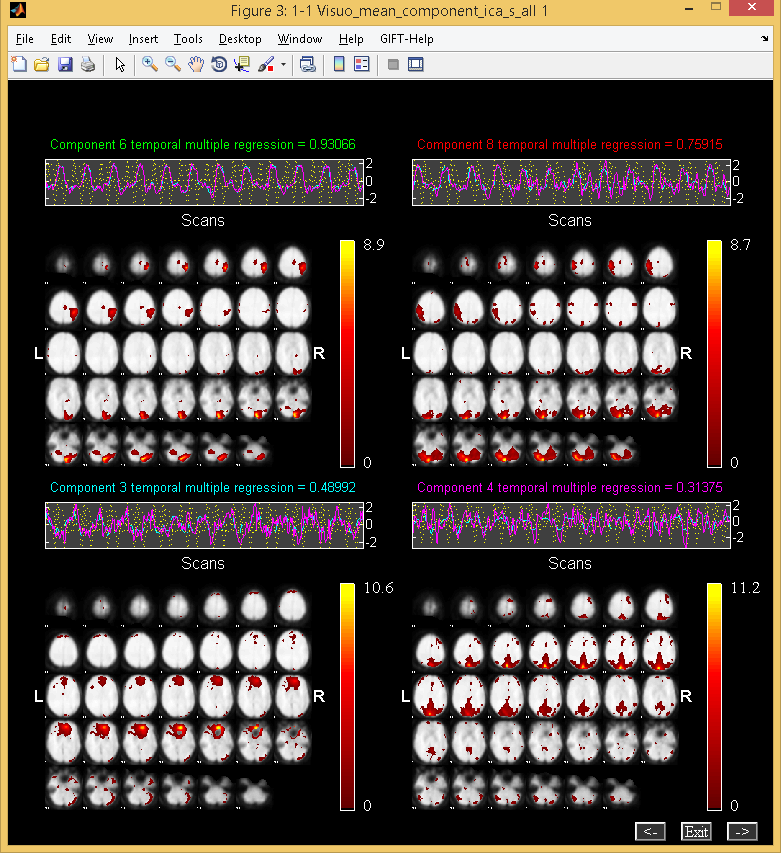 Figure 3: 1-1 Visuo_mean_component_ica_s_all 1
File Edit View Insert Tools Desktop Window Help GIFT-Help
Component 6 temporal multiple regression = 0.93066
2
0
-2
Scans
8.9
0
L
R
Component 8 temporal multiple regression = 0.75915
2
0
-2
Scans
8.7
0
L
R
Component 3 temporal multiple regression = 0.48992
2
0
-2
Scans
10.6
0
L
R
Component 4 temporal multiple regression = 0.31375
2
0
-2
Scans
11.2
0
L
R
<- Exit ->